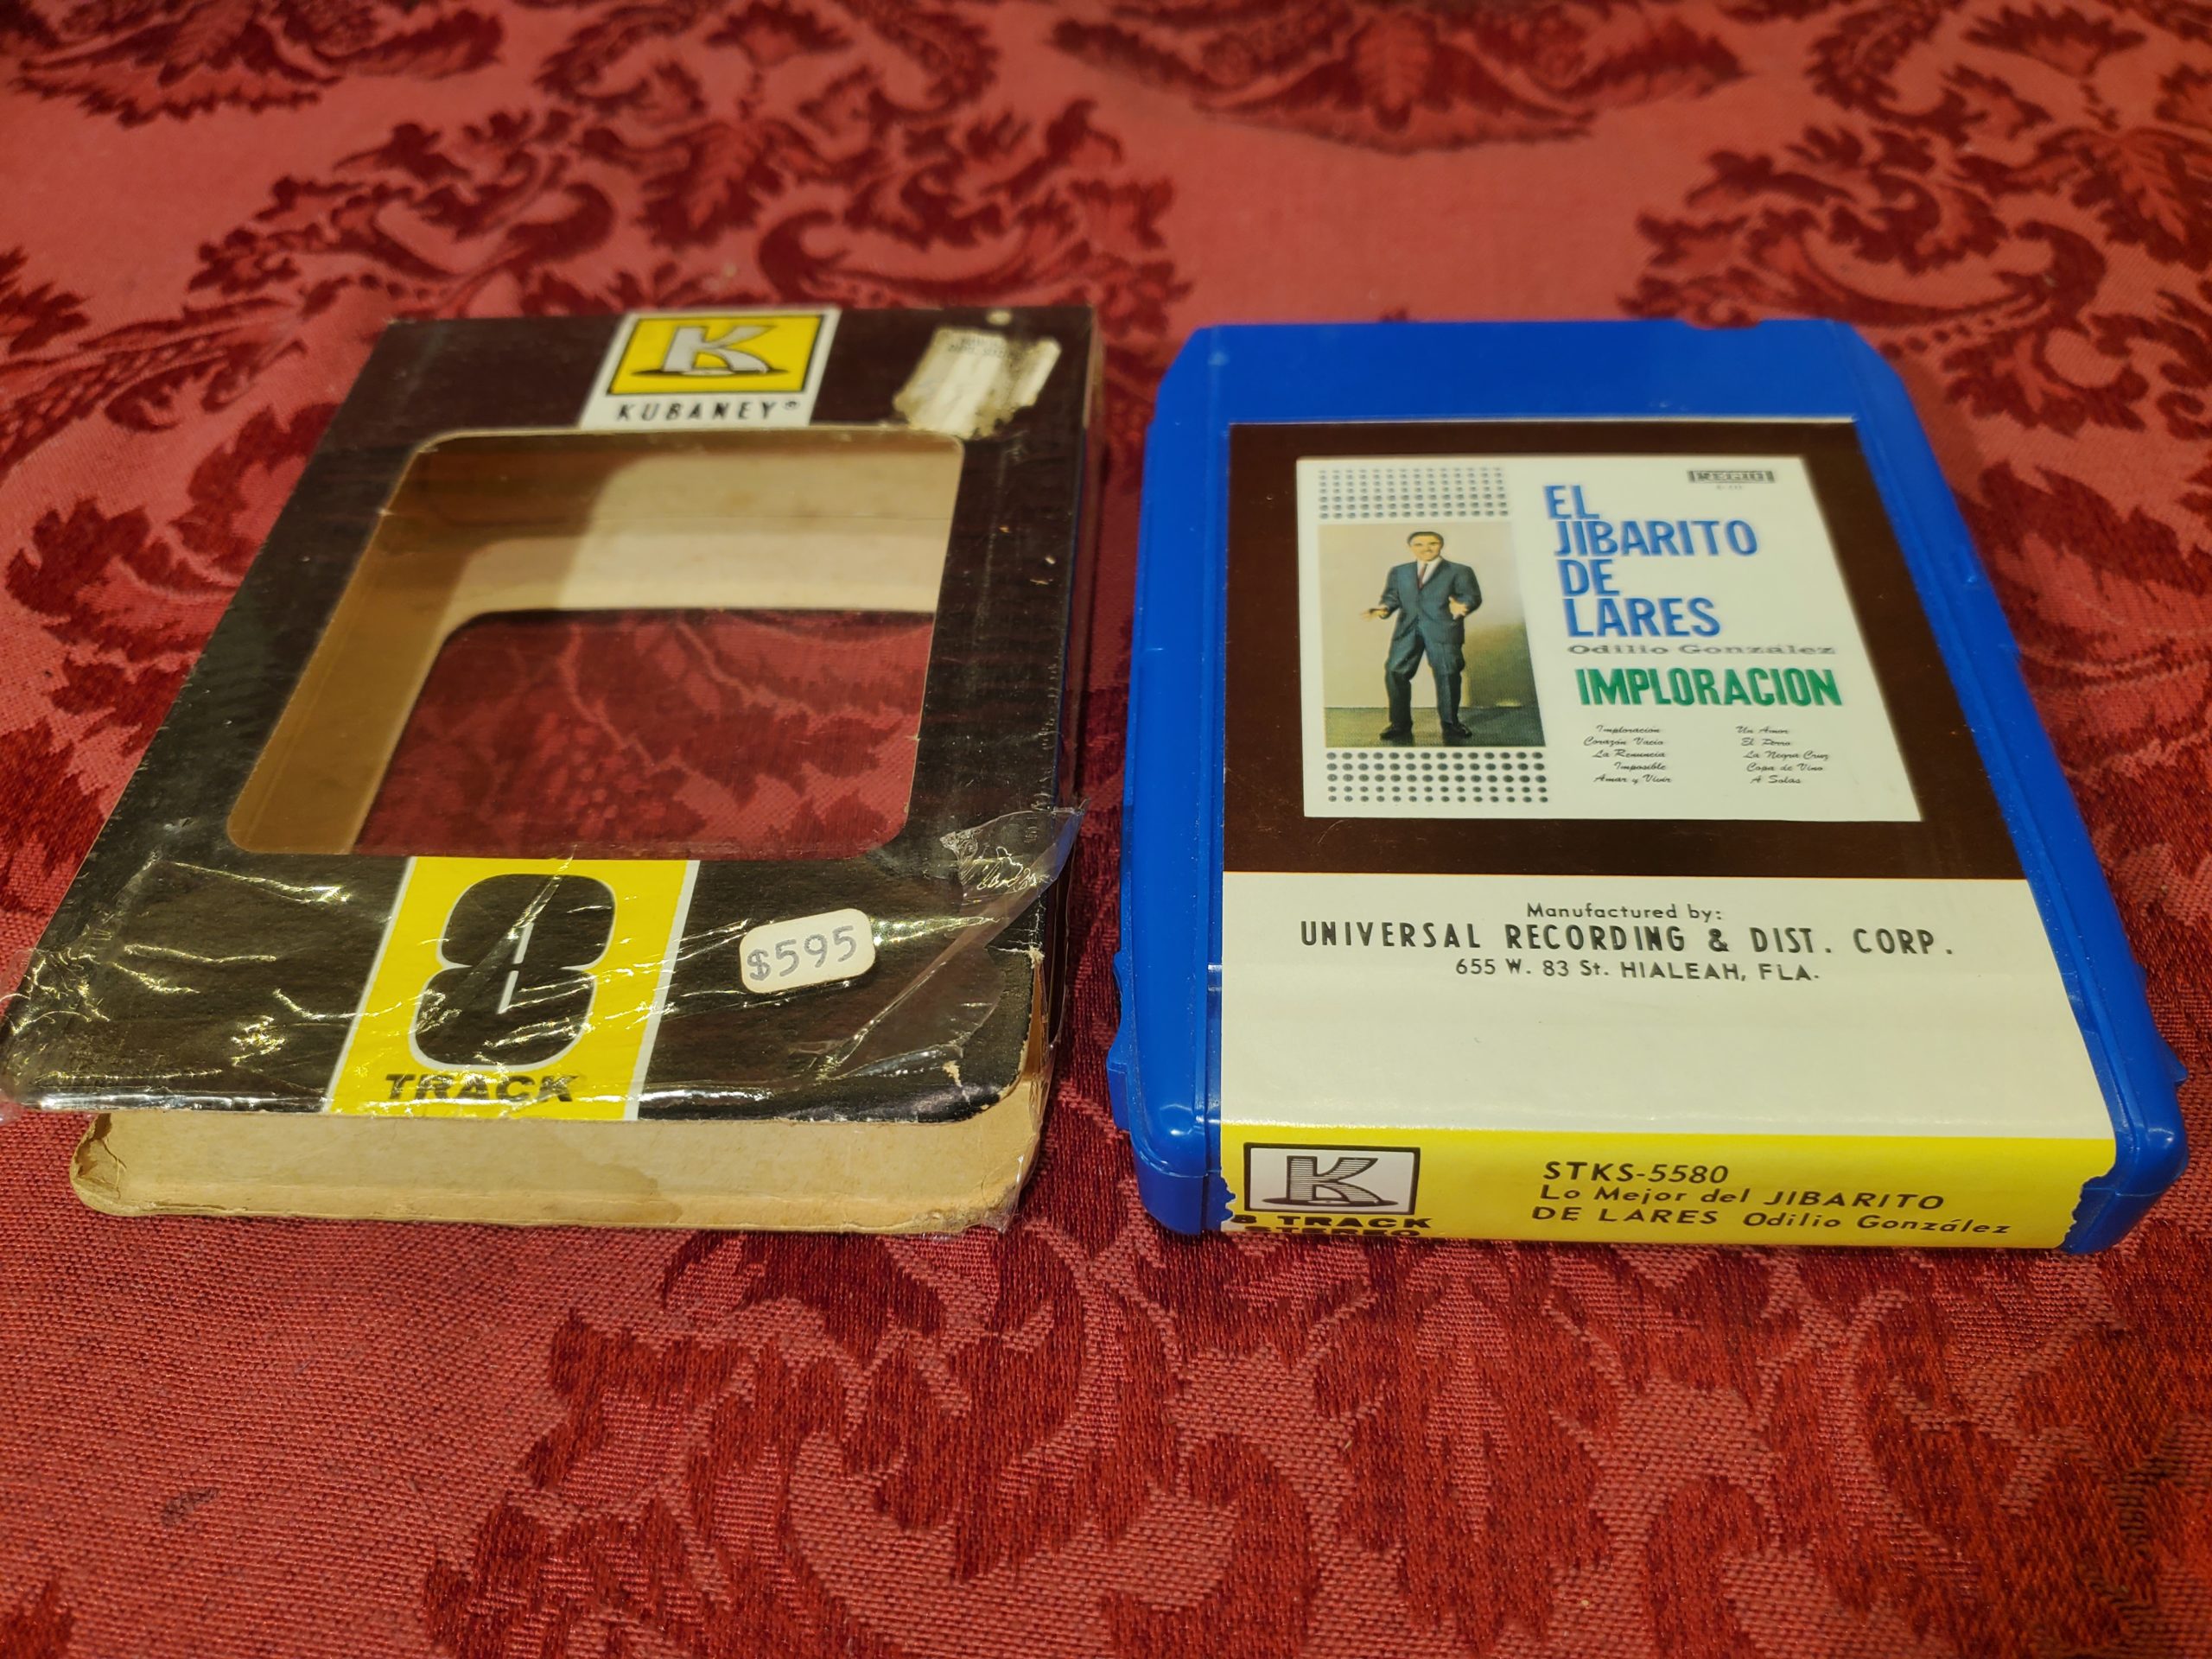 K
KUBANEY®
8
TRACK
$595
EL
JIBARITO
DE
LARES
Odilio González
IMPLORACION
Imploración
Corazón Vacio
La Renuncia
Imposible
Amar y Vivir
Un Amor
El Perro
La Negra Cruz
Copa de Vino
A Solas
Manufactured by:
UNIVERSAL RECORDING & DIST. CORP.
655 W. 83 St. HIALEAH, FLA.
K
8 TRACK
STEREO
STKS-5580
Lo Mejor del JIBARITO
DE LARES Odilio González